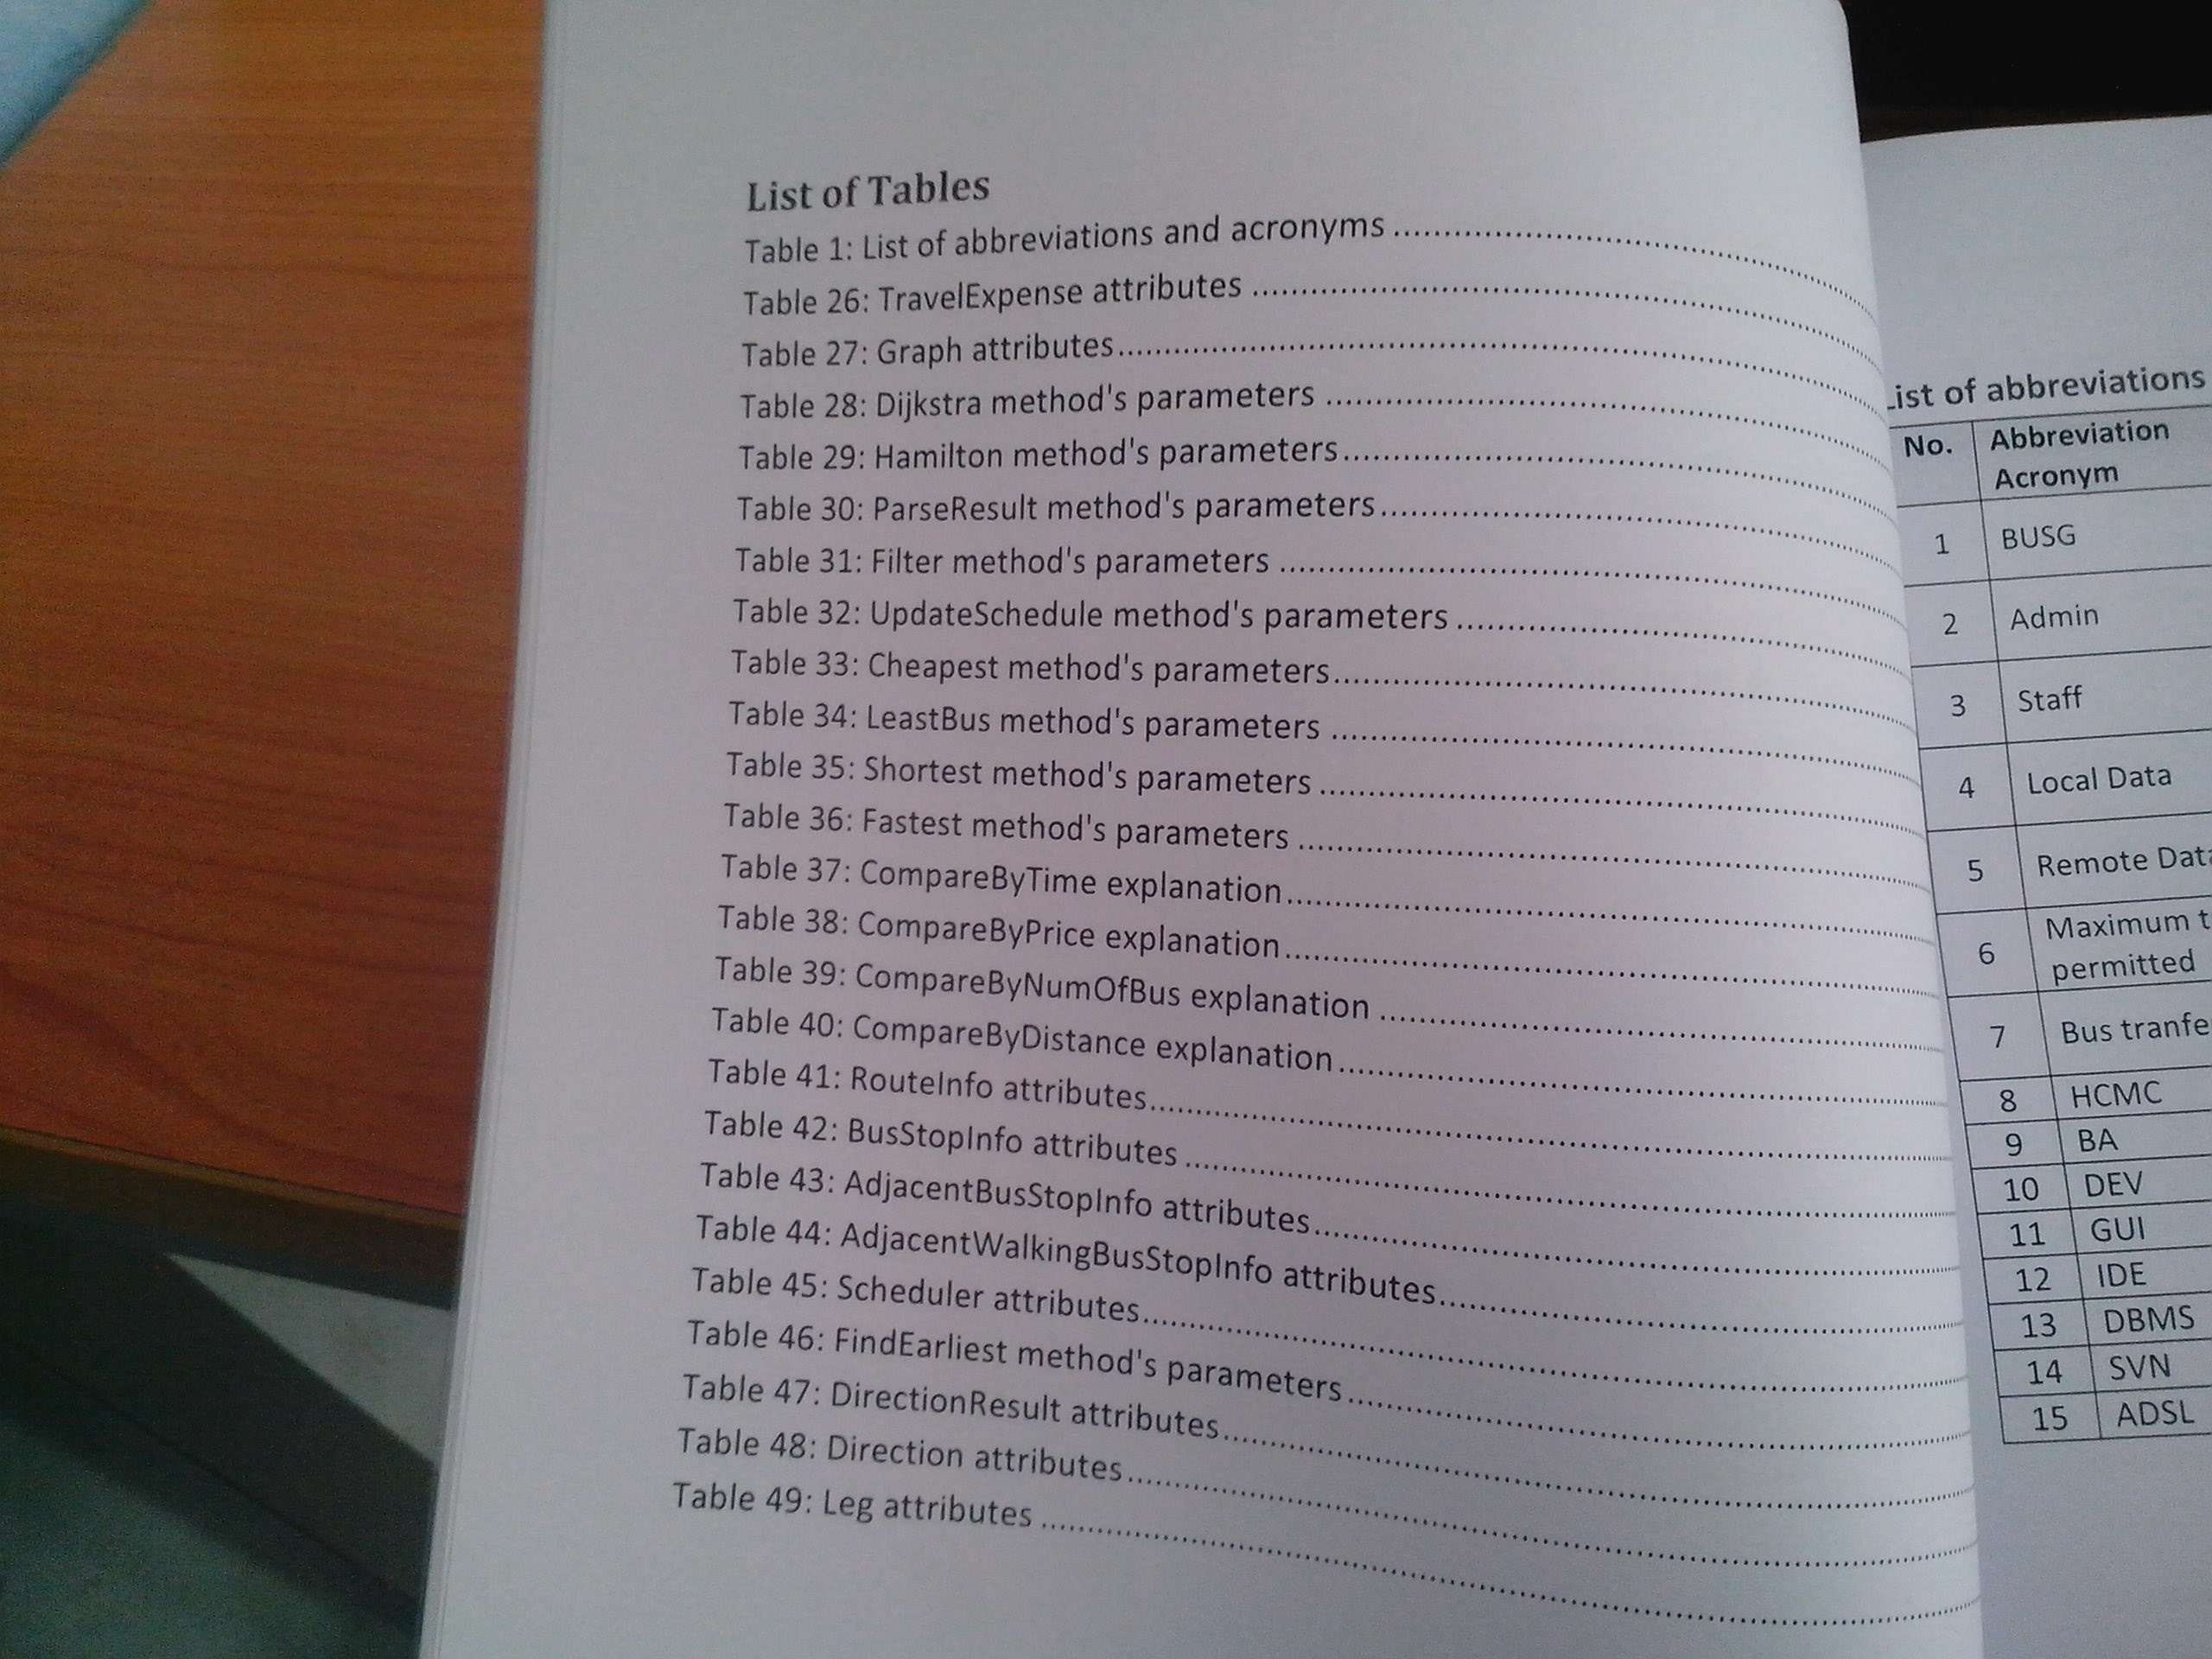 List of Tables
Table 1: List of abbreviations and acronyms
Table 26: TravelExpense attributes
Table 27: Graph attributes
Table 28: Dijkstra method's parameters
Table 29: Hamilton method's parameters
Table 30: ParseResult method's parameters
Table 31: Filter method's parameters
Table 32: UpdateSchedule method's parameters
Table 33: Cheapest method's parameters
Table 34: LeastBus method's parameters
Table 35: Shortest method's parameters
Table 36: Fastest method's parameters
Table 37: CompareByTime explanation
Table 38: CompareByPrice explanation
Table 39: CompareByNumOfBus explanation
Table 40: CompareByDistance explanation
Table 41: RouteInfo attributes
Table 42: BusStopInfo attributes
Table 43: AdjacentBusStopInfo attributes
Table 44: AdjacentWalkingBusStopInfo attributes
Table 45: Scheduler attributes
Table 46: FindEarliest method's parameters
Table 47: DirectionResult attributes
Table 48: Direction attributes
Table 49: Leg attributes
List of abbreviations
No. Abbreviation
Acronym
1 BUSG
2 Admin
3 Staff
4 Local Data
5 Remote Data
6 Maximum
permitted
7 Bus
8 HCMC
9 BA
10 DEV
11 GUI
12 IDE
13 DBMS
14 SVN
15 ADSL